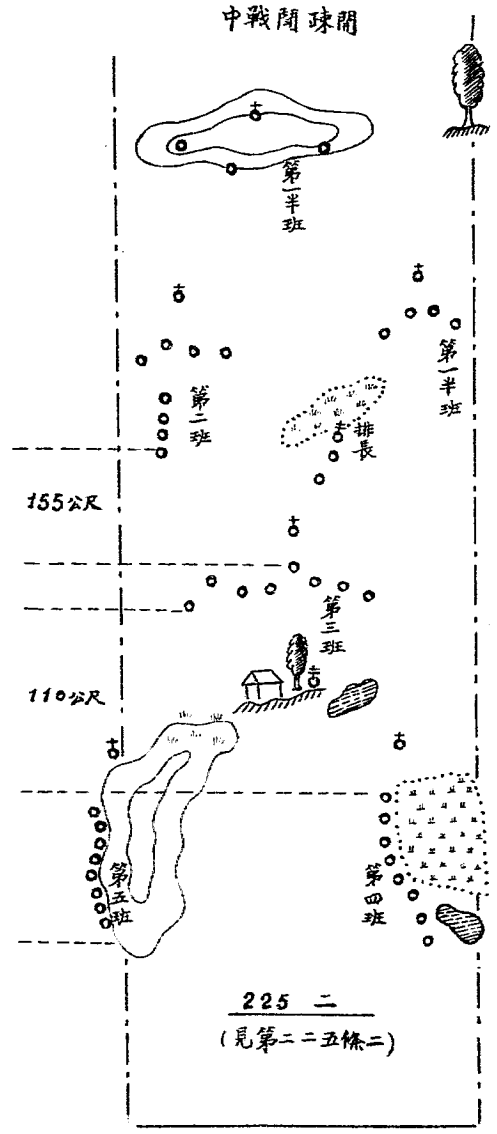 中戰鬪疎開
第一半班
第一半班
第二班
排長
155公尺
第三班
110公尺
第五班
第四班
225 二
(見第二二五條二)